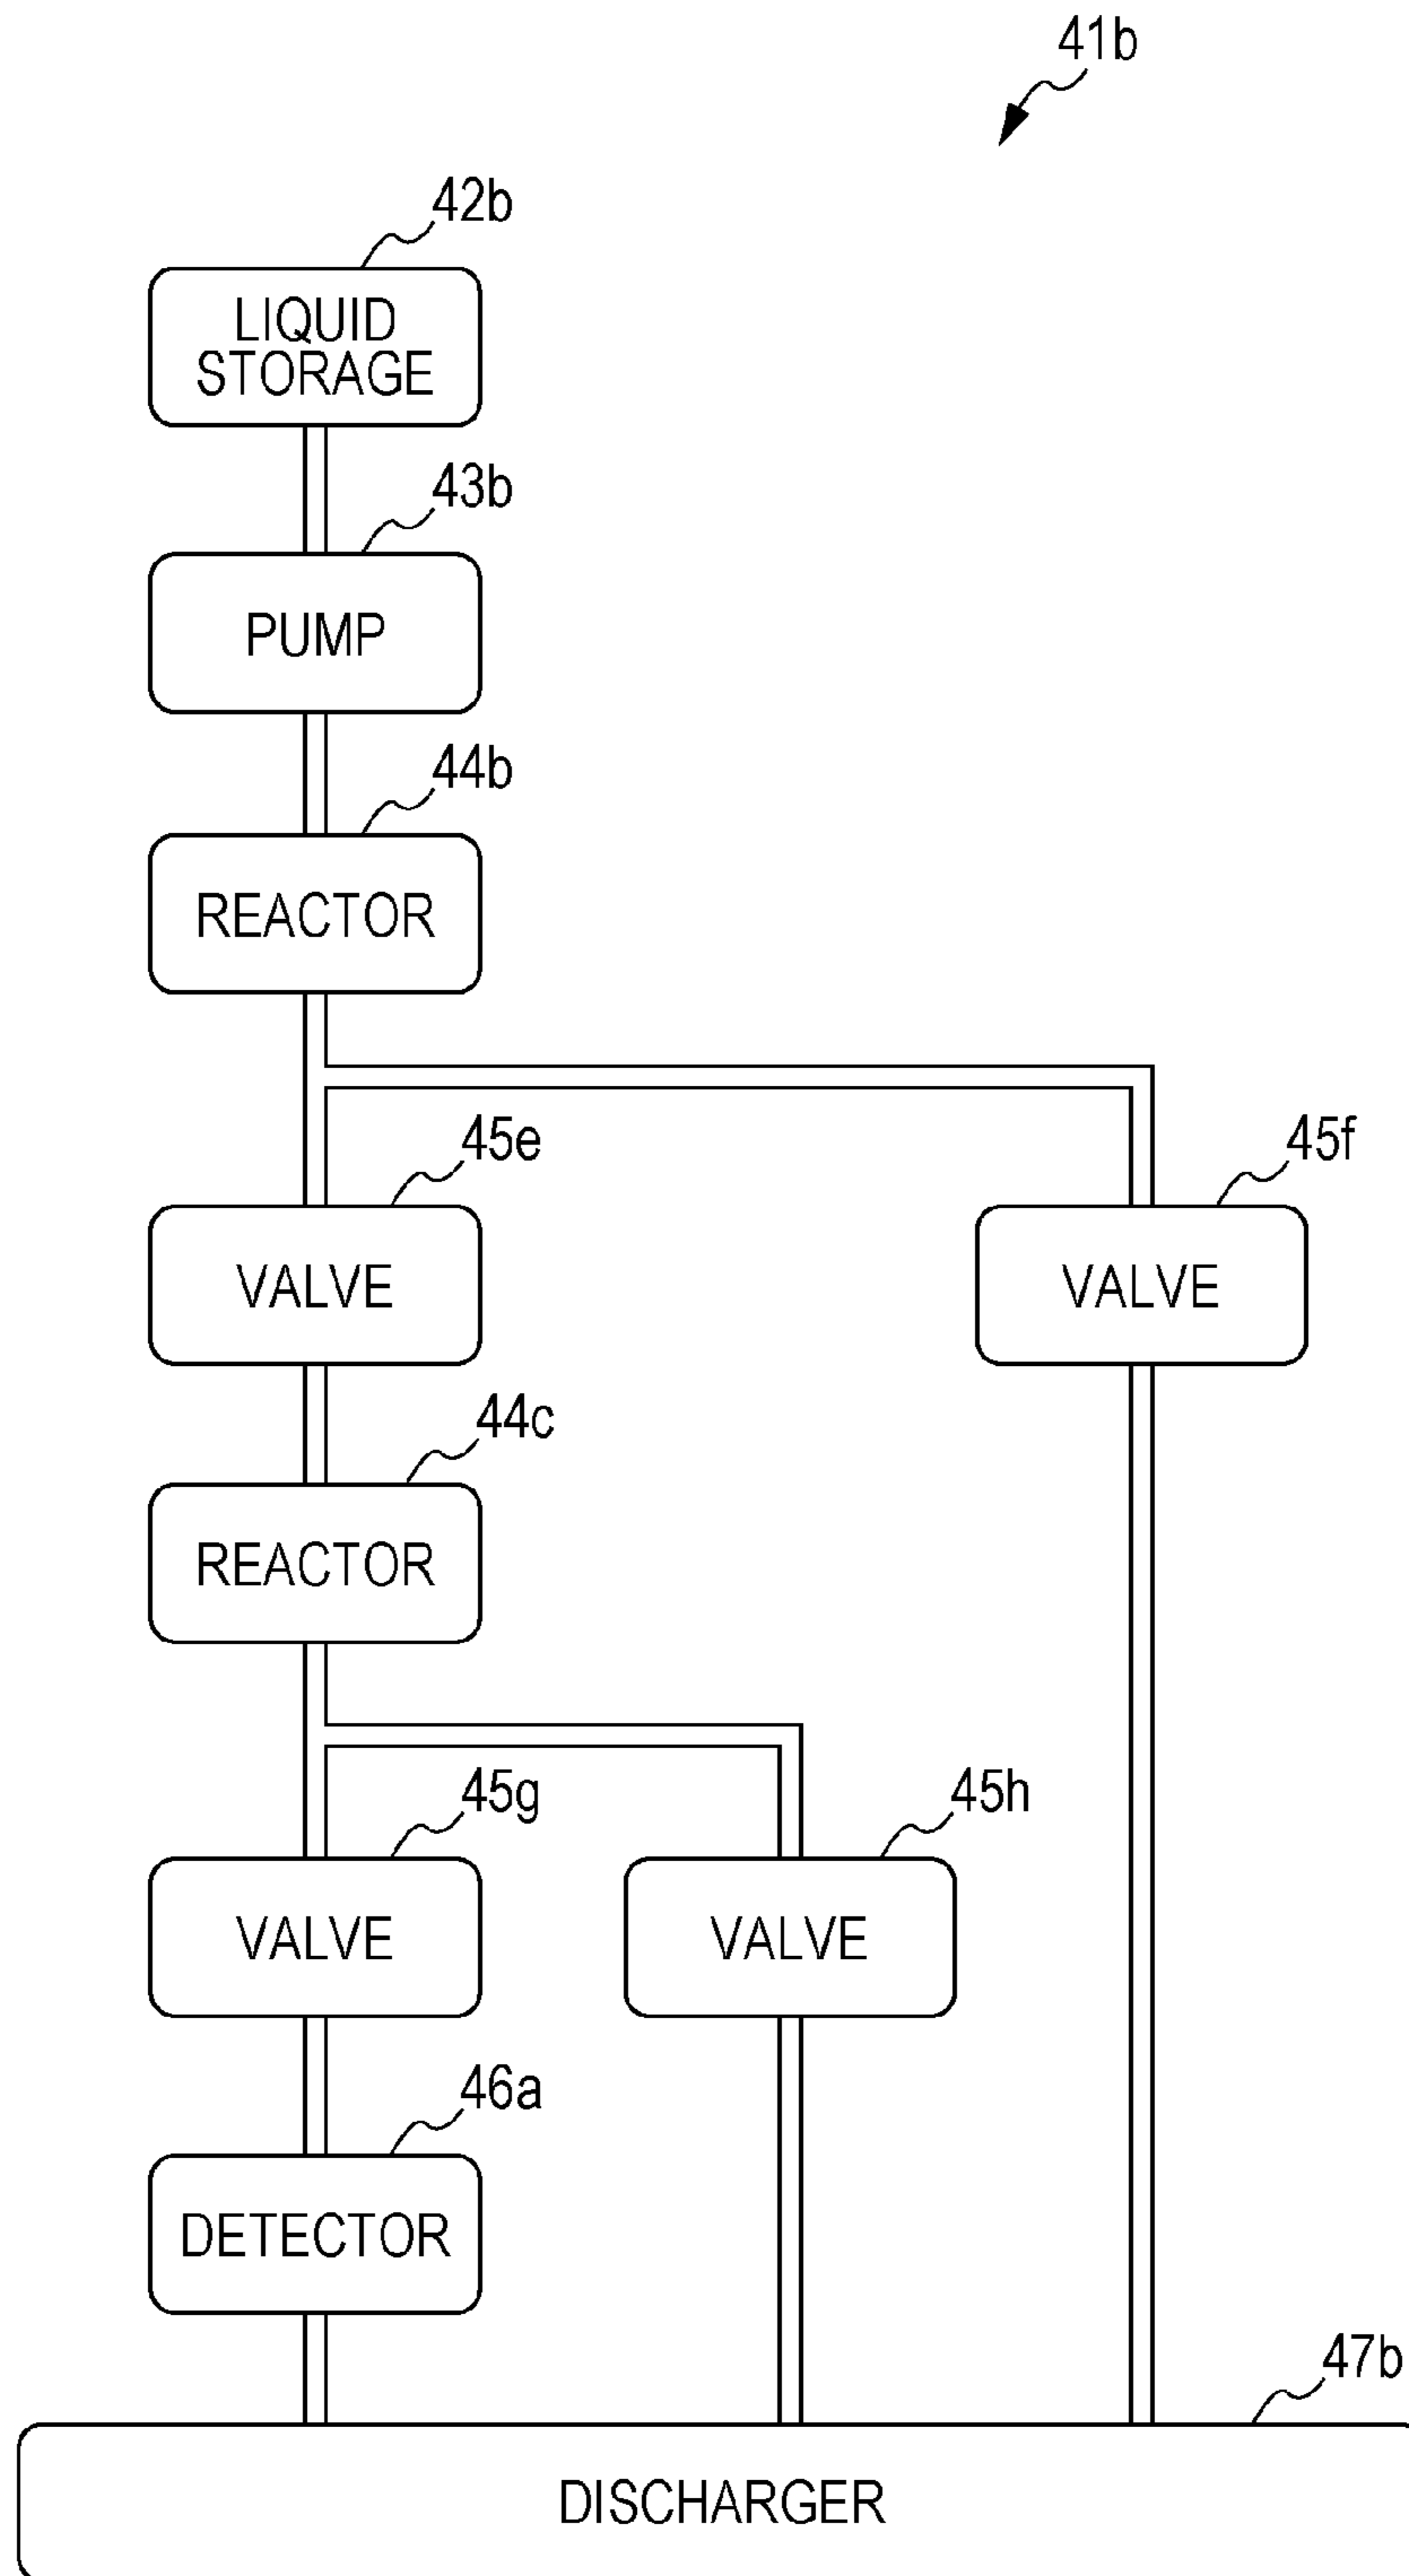 41b
42b
LIQUID
STORAGE
43b
PUMP
44b
REACTOR
45e
45f
VALVE
VALVE
44c
REACTOR
45g
45h
VALVE
VALVE
46a
DETECTOR
47b
DISCHARGER